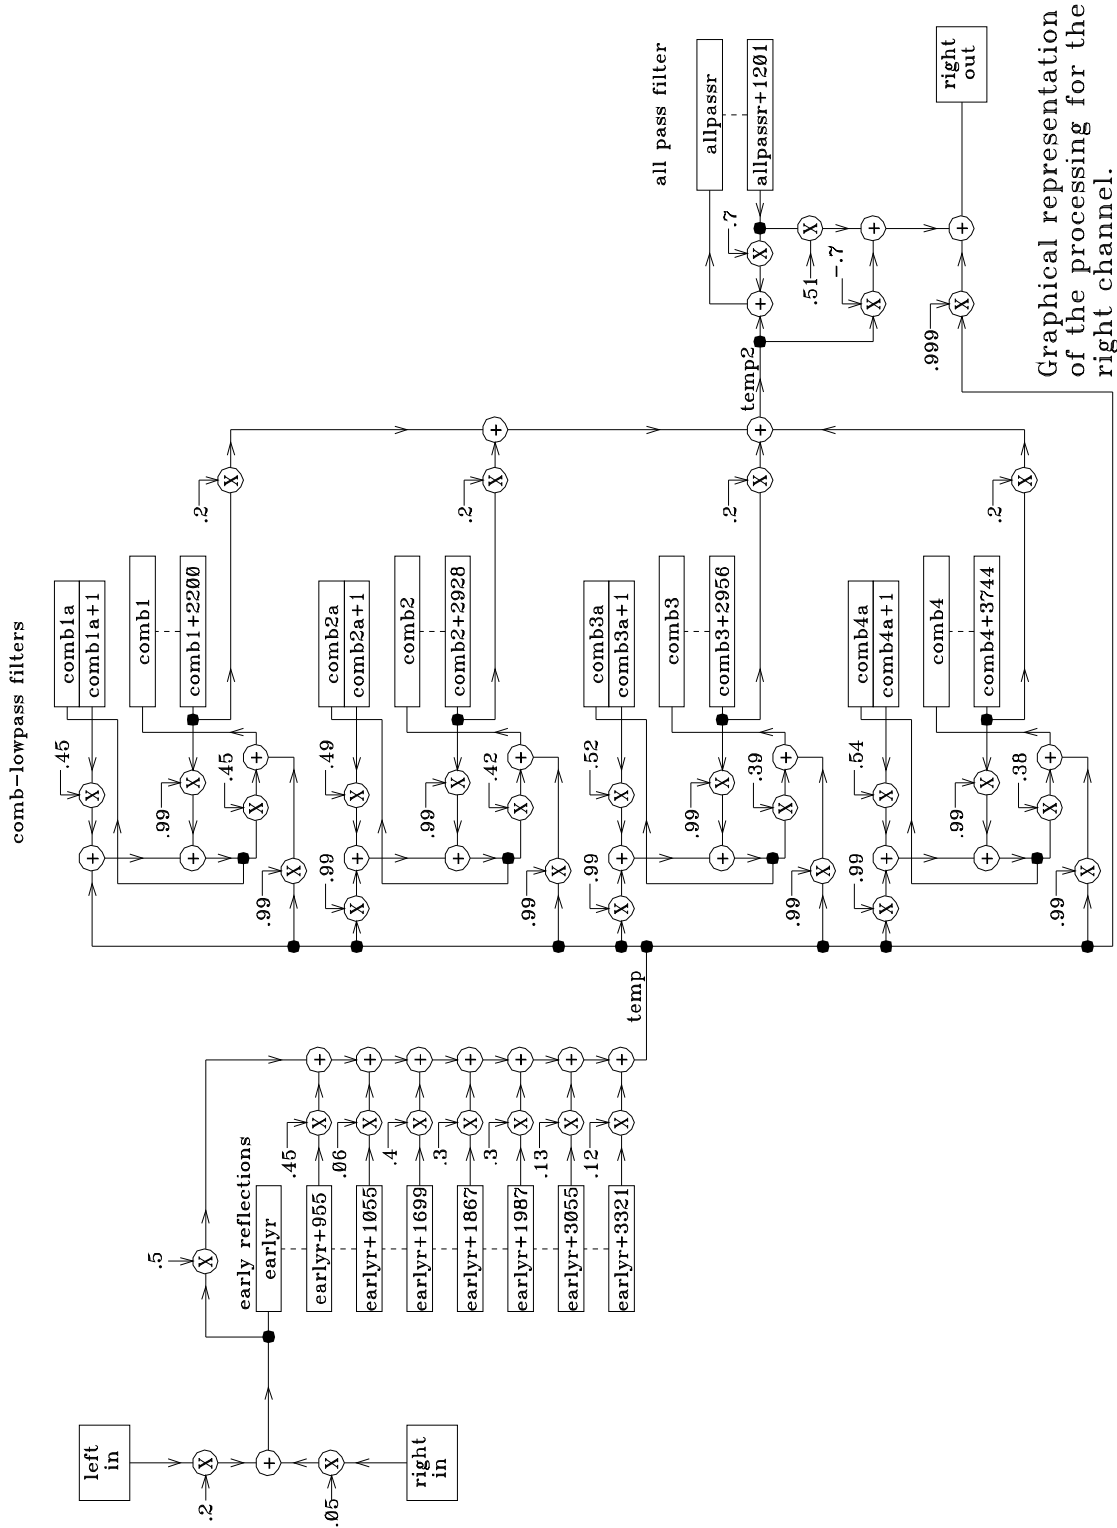 left
in
right
in
.2
.05
.5
early reflections
earlyr
earlyr+955
earlyr+1055
earlyr+1699
earlyr+1867
earlyr+1987
earlyr+3055
earlyr+3321
.45
.06
.4
.3
.3
.13
.12
X
X
X
X
X
X
X
X
X
X
+
+
+
+
+
+
+
+
temp
comb-lowpass filters
comb1a
comb1a+1
comb1
comb1+2200
.45
.99
.45
.99
.2
X
X
X
X
X
+
+
+
comb2a
comb2a+1
comb2
comb2+2928
.49
.99
.99
.42
.99
.2
X
X
X
X
X
X
+
+
+
+
comb3a
comb3a+1
comb3
comb3+2956
.52
.99
.99
.39
.99
.2
X
X
X
X
X
X
+
+
+
+
comb4a
comb4a+1
comb4
comb4+3744
.54
.99
.99
.38
.99
.2
X
X
X
X
X
X
+
+
+
temp2
all pass filter
allpassr
allpassr+1201
.7
.51
-.7
.999
X
X
X
X
+
+
+
right
out
Graphical representation
of the processing for the
right channel.